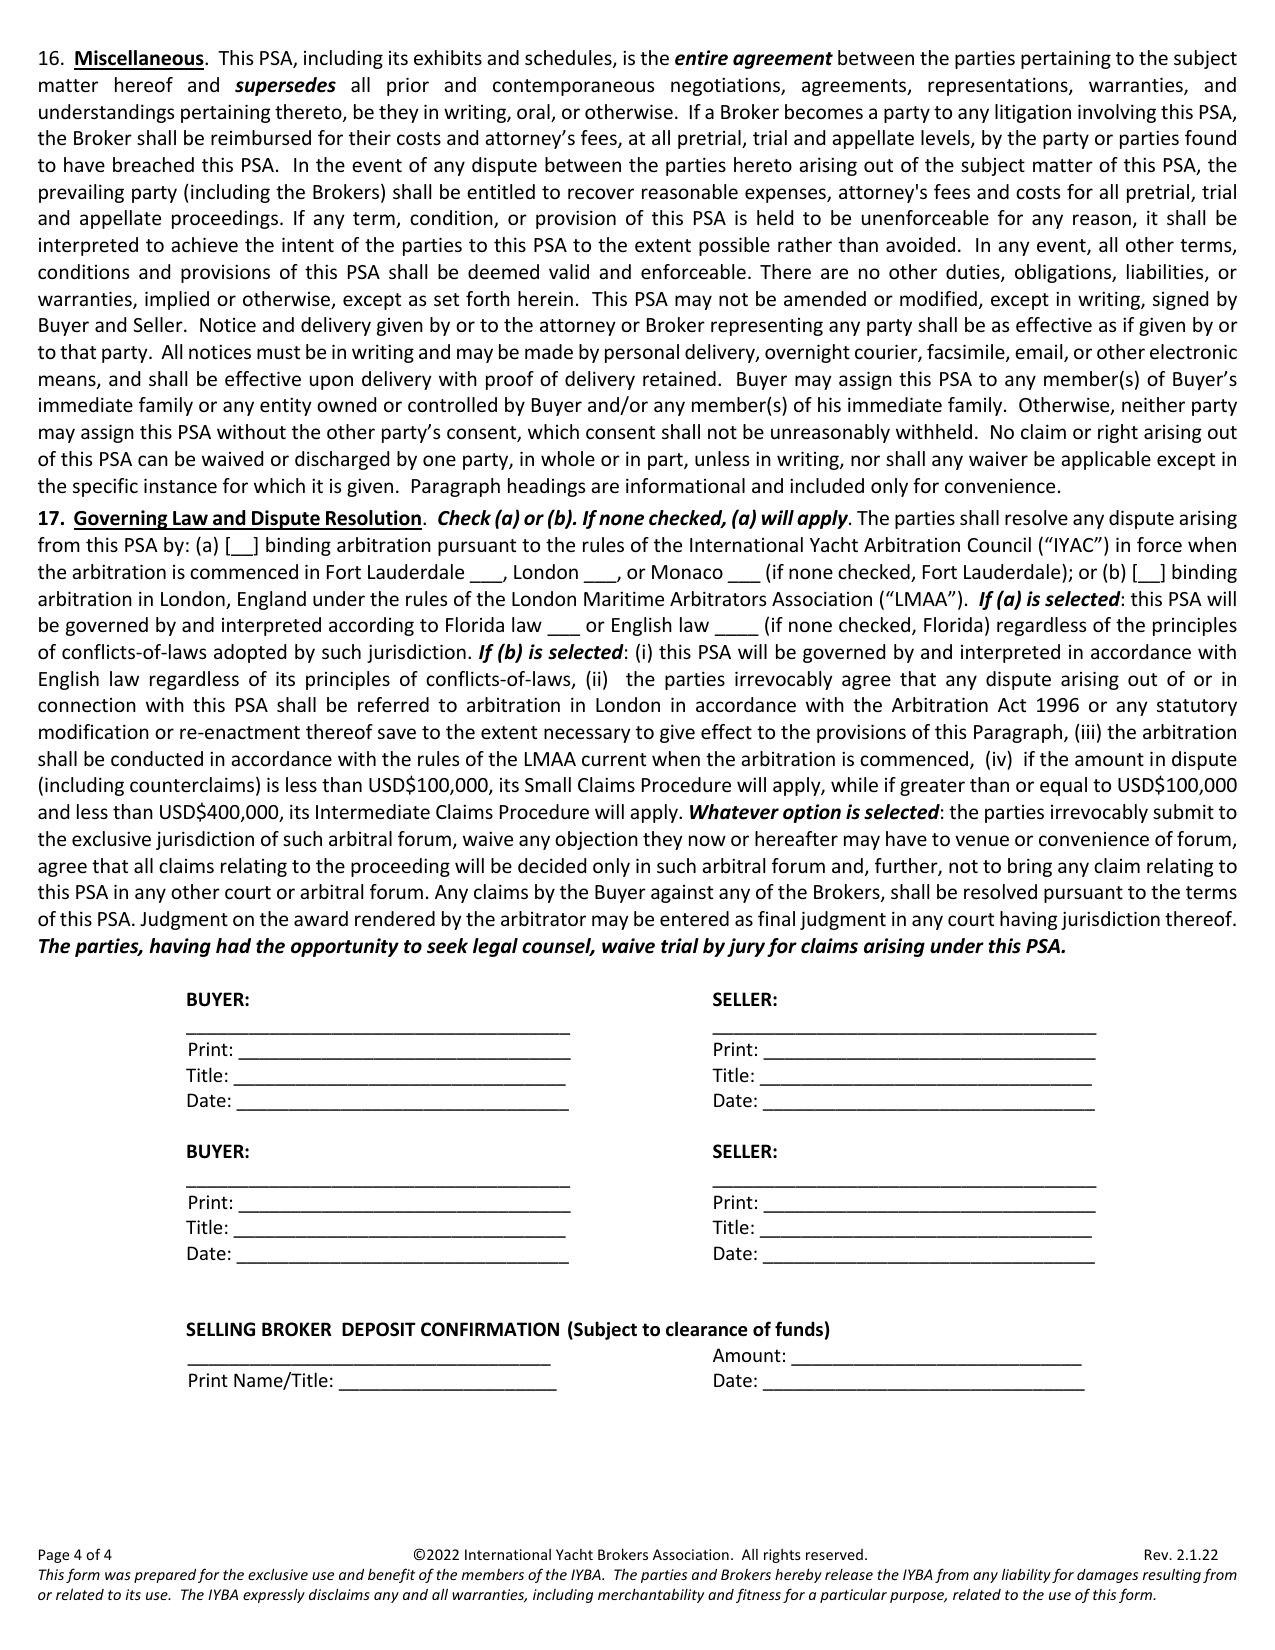 16. Miscellaneous. This PSA, including its exhibits and schedules, is the entire agreement between the parties pertaining to the subject
matter hereof and supersedes all prior and contemporaneous negotiations, agreements, representations, warranties, and
understandings pertaining thereto, be they in writing, oral, or otherwise. If a Broker becomes a party to any litigation involving this PSA,
the Broker shall be reimbursed for their costs and attorney’s fees, at all pretrial, trial and appellate levels, by the party or parties found
to have breached this PSA. In the event of any dispute between the parties hereto arising out of the subject matter of this PSA, the
prevailing party (including the Brokers) shall be entitled to recover reasonable expenses, attorney's fees and costs for all pretrial, trial
and appellate proceedings. If any term, condition, or provision of this PSA is held to be unenforceable for any reason, it shall be
interpreted to achieve the intent of the parties to this PSA to the extent possible rather than avoided. In any event, all other terms,
conditions and provisions of this PSA shall be deemed valid and enforceable. There are no other duties, obligations, liabilities, or
warranties, implied or otherwise, except as set forth herein. This PSA may not be amended or modified, except in writing, signed by
Buyer and Seller. Notice and delivery given by or to the attorney or Broker representing any party shall be as effective as if given by or
to that party. All notices must be in writing and may be made by personal delivery, overnight courier, facsimile, email, or other electronic
means, and shall be effective upon delivery with proof of delivery retained. Buyer may assign this PSA to any member(s) of Buyer’s
immediate family or any entity owned or controlled by Buyer and/or any member(s) of his immediate family. Otherwise, neither party
may assign this PSA without the other party’s consent, which consent shall not be unreasonably withheld. No claim or right arising out
of this PSA can be waived or discharged by one party, in whole or in part, unless in writing, nor shall any waiver be applicable except in
the specific instance for which it is given. Paragraph headings are informational and included only for convenience.
17. Governing Law and Dispute Resolution. Check (a) or (b). If none checked, (a) will apply. The parties shall resolve any dispute arising
from this PSA by: (a) [__] binding arbitration pursuant to the rules of the International Yacht Arbitration Council (“IYAC”) in force when
the arbitration is commenced in Fort Lauderdale ___, London ___, or Monaco ___ (if none checked, Fort Lauderdale); or (b) [__] binding
arbitration in London, England under the rules of the London Maritime Arbitrators Association (“LMAA”). If (a) is selected: this PSA will
be governed by and interpreted according to Florida law ___ or English law ____ (if none checked, Florida) regardless of the principles
of conflicts-of-laws adopted by such jurisdiction. If (b) is selected: (i) this PSA will be governed by and interpreted in accordance with
English law regardless of its principles of conflicts-of-laws, (ii) the parties irrevocably agree that any dispute arising out of or in
connection with this PSA shall be referred to arbitration in London in accordance with the Arbitration Act 1996 or any statutory
modification or re-enactment thereof save to the extent necessary to give effect to the provisions of this Paragraph, (iii) the arbitration
shall be conducted in accordance with the rules of the LMAA current when the arbitration is commenced, (iv) if the amount in dispute
(including counterclaims) is less than USD$100,000, its Small Claims Procedure will apply, while if greater than or equal to USD$100,000
and less than USD$400,000, its Intermediate Claims Procedure will apply. Whatever option is selected: the parties irrevocably submit to
the exclusive jurisdiction of such arbitral forum, waive any objection they now or hereafter may have to venue or convenience of forum,
agree that all claims relating to the proceeding will be decided only in such arbitral forum and, further, not to bring any claim relating to
this PSA in any other court or arbitral forum. Any claims by the Buyer against any of the Brokers, shall be resolved pursuant to the terms
of this PSA. Judgment on the award rendered by the arbitrator may be entered as final judgment in any court having jurisdiction thereof.
The parties, having had the opportunity to seek legal counsel, waive trial by jury for claims arising under this PSA.
BUYER: SELLER:
____________________________________ ____________________________________
Print: _______________________________ Print: _______________________________
Title: _______________________________ Title: _______________________________
Date: _______________________________ Date: _______________________________
BUYER: SELLER:
____________________________________ ____________________________________
Print: _______________________________ Print: _______________________________
Title: _______________________________ Title: _______________________________
Date: _______________________________ Date: _______________________________
SELLING BROKER DEPOSIT CONFIRMATION (Subject to clearance of funds)
__________________________________ Amount: ___________________________
Print Name/Title: ____________________ Date: ______________________________
Page 4 of 4 ©2022 International Yacht Brokers Association. All rights reserved. Rev. 2.1.22
This form was prepared for the exclusive use and benefit of the members of the IYBA. The parties and Brokers hereby release the IYBA from any liability for damages resulting from
or related to its use. The IYBA expressly disclaims any and all warranties, including merchantability and fitness for a particular purpose, related to the use of this form.